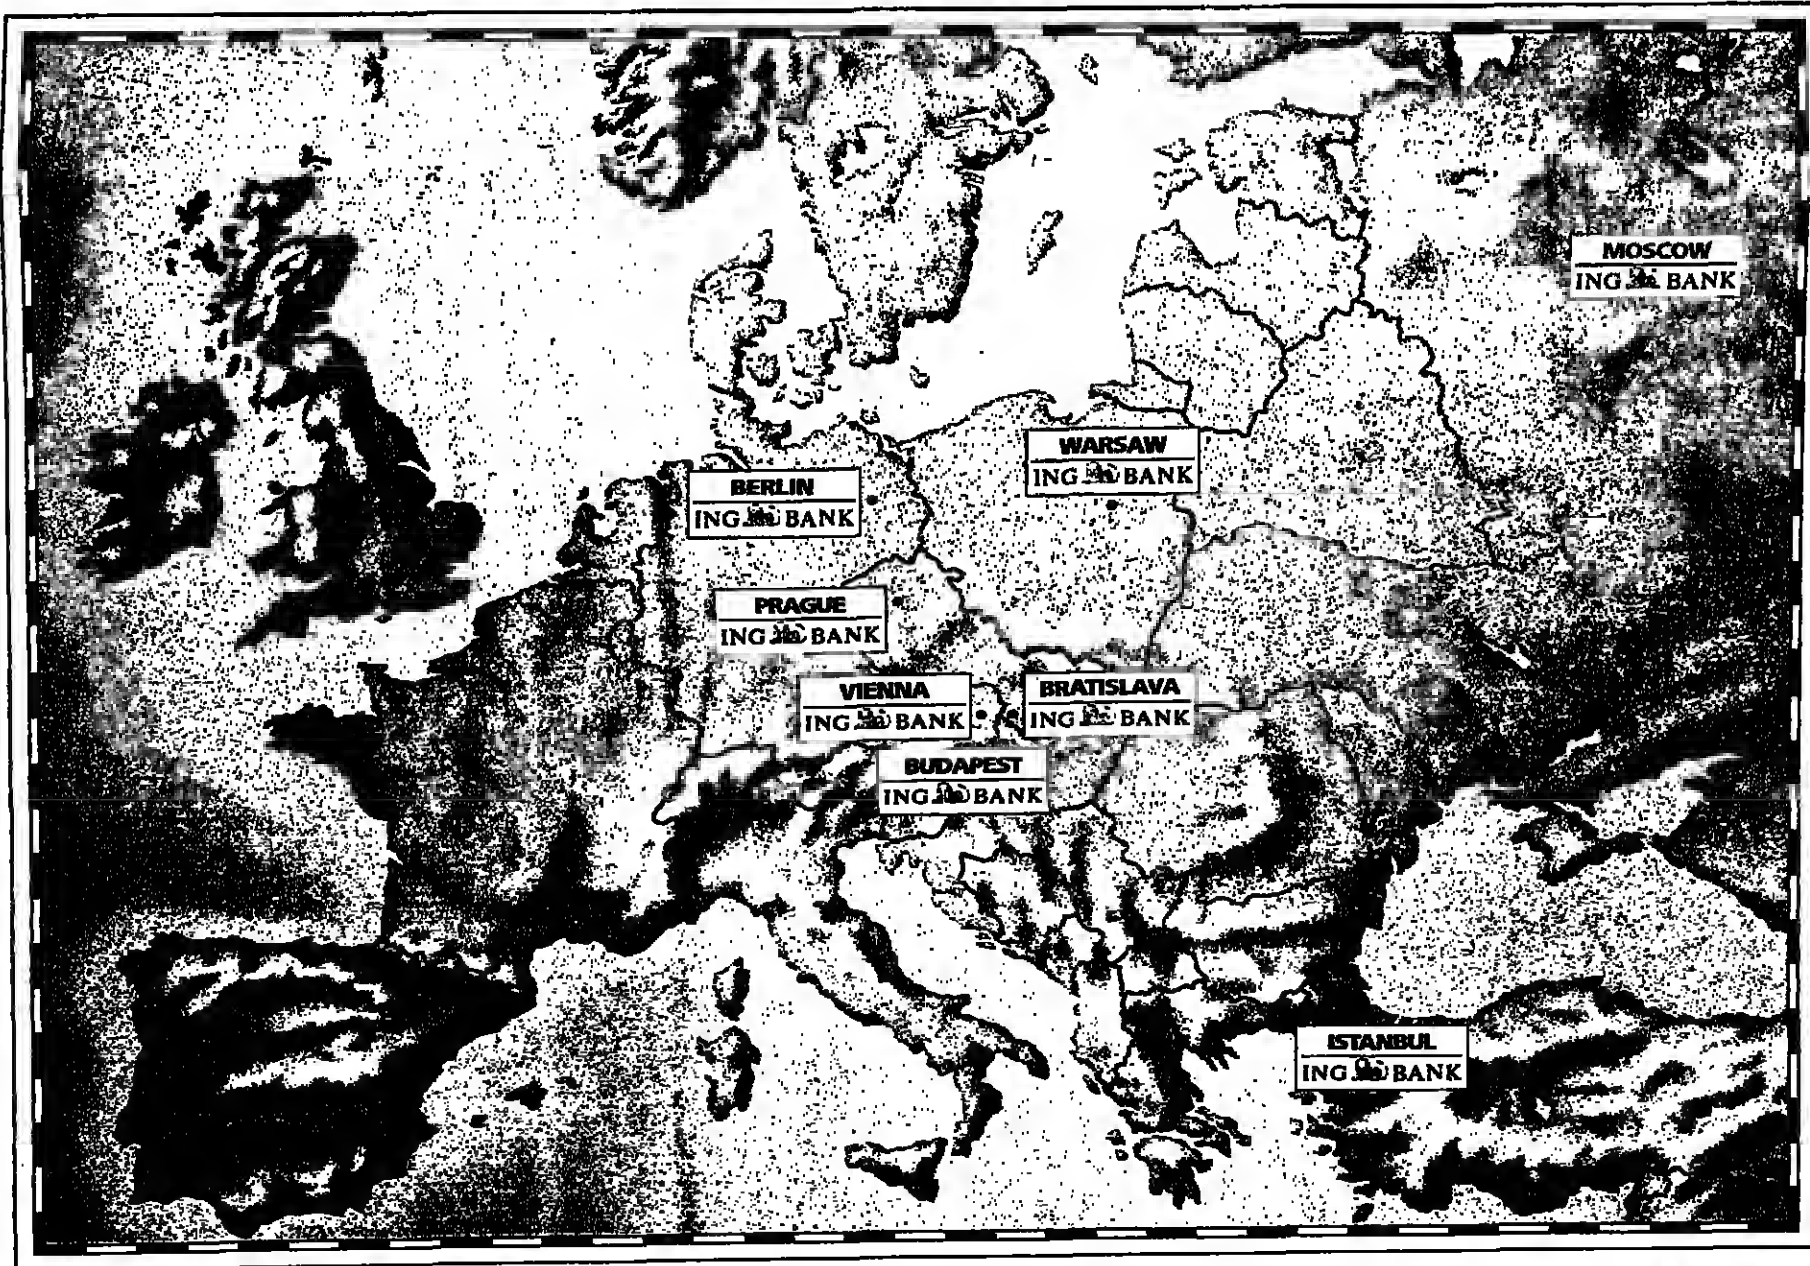 MOSCOW
ING BANK
WARSAW
ING BANK
BERLIN
ING BANK
PRAGUE
ING BANK
VIENNA
ING BANK
BRATISLAVA
ING BANK
BUDAPEST
ING BANK
ISTANBUL
ING BANK